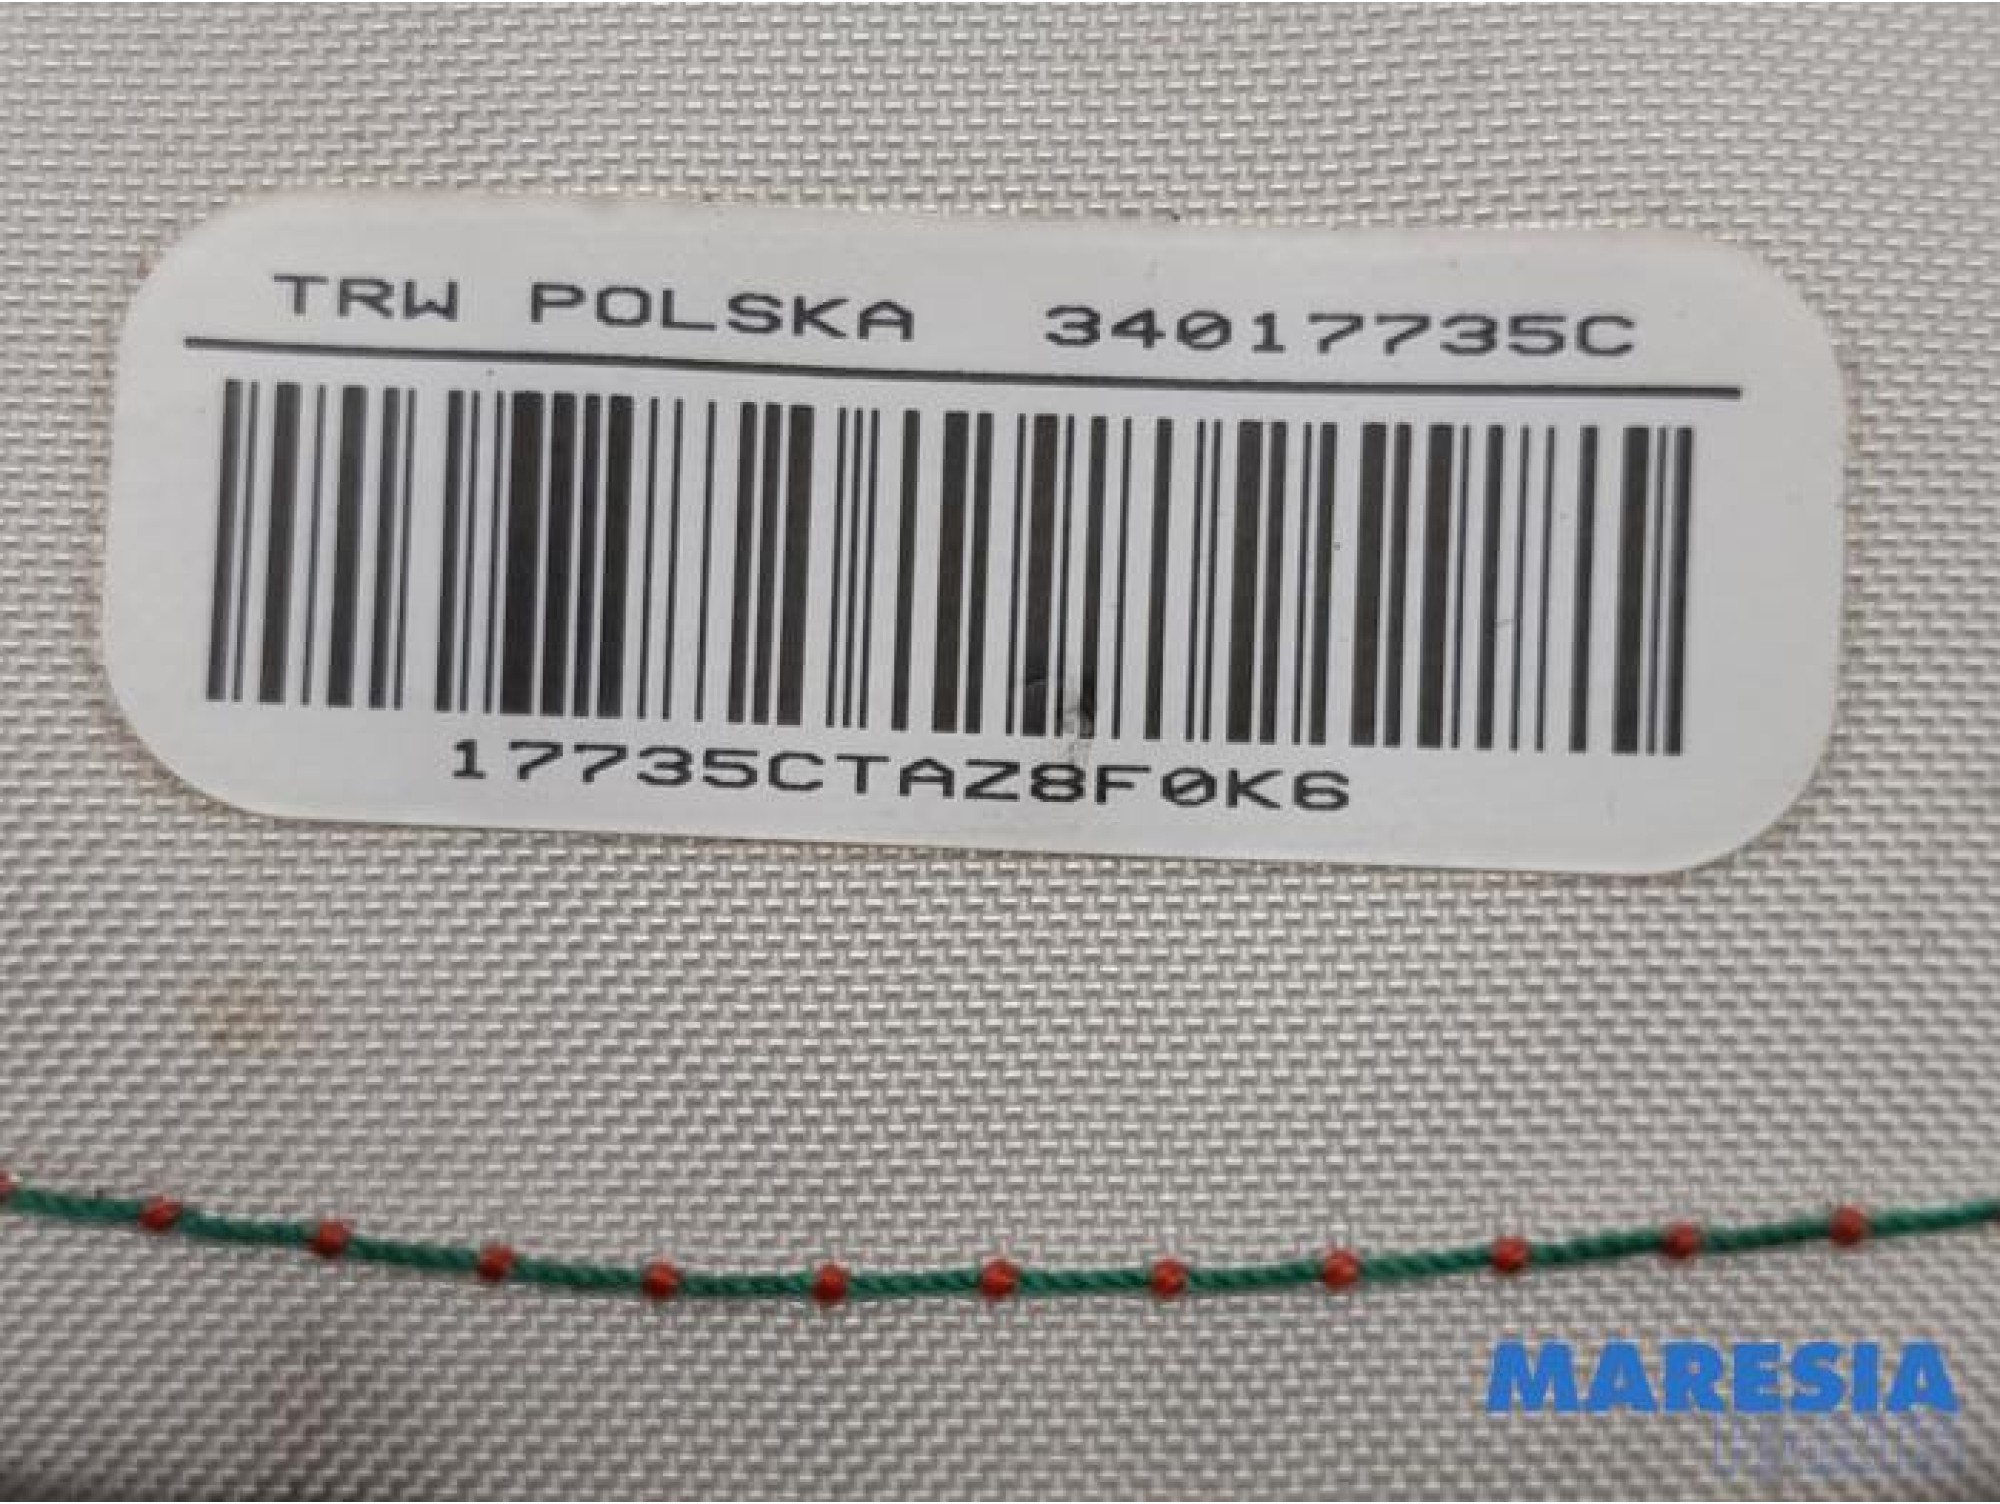 TRW POLSKA 34017735C
17735CTAZ8F0K6
MARESIA